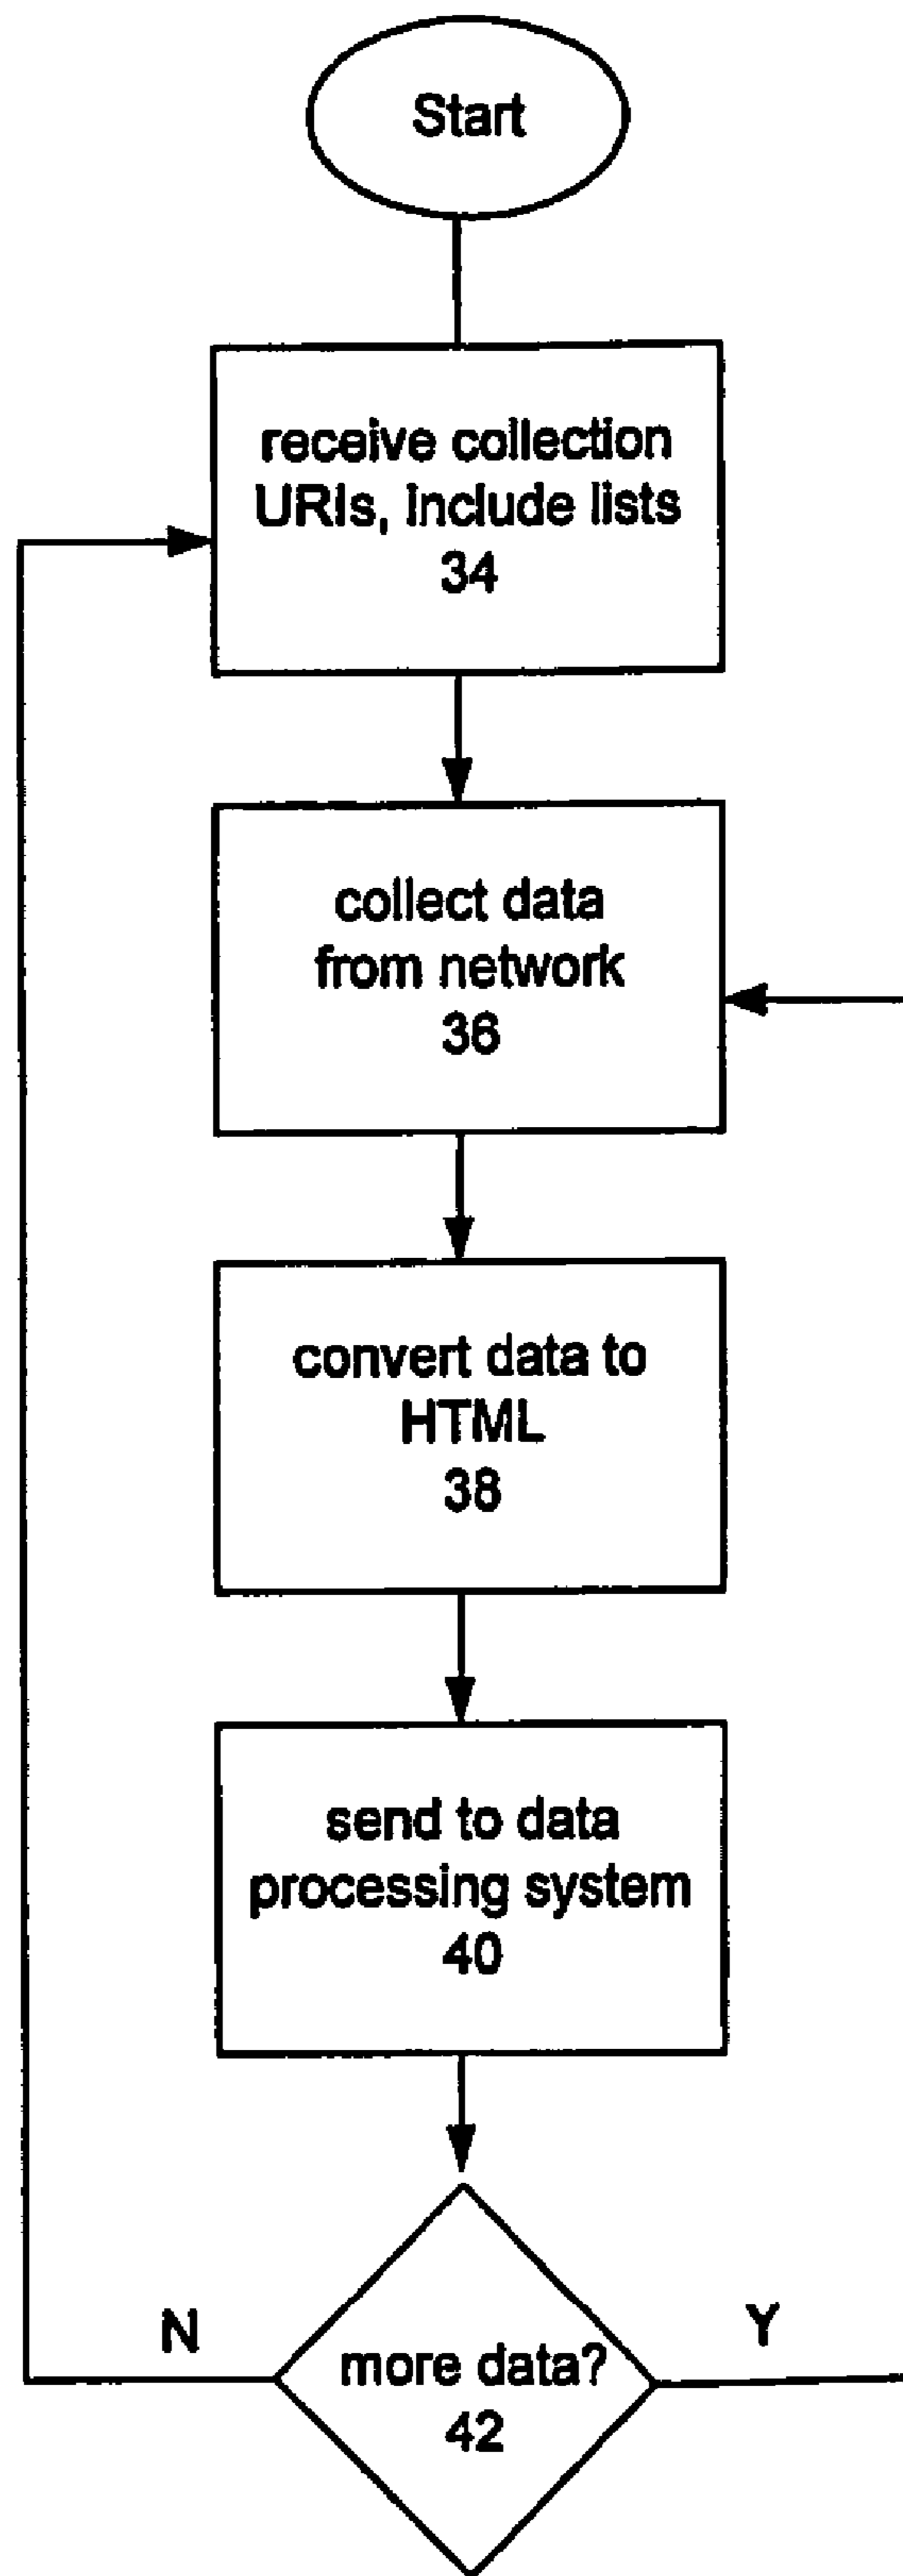 Start
receive collection
URIs, include lists
34
collect data
from network
36
convert data to
HTML
38
send to data
processing system
40
N
Y
more data?
42